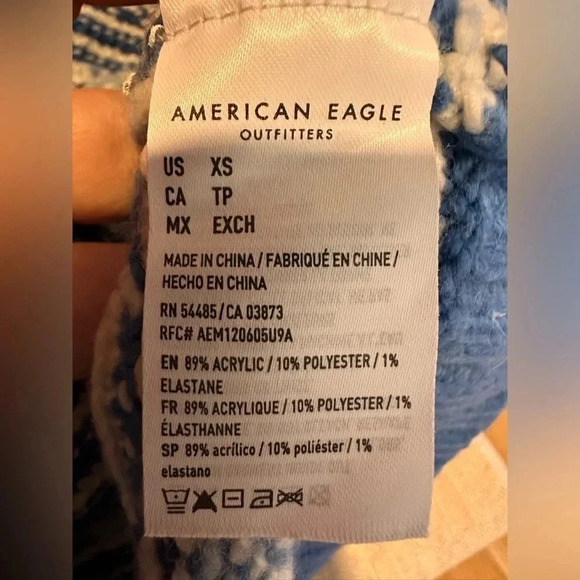 AMERICAN EAGLE
OUTFITTERS
US XS
CA TP
MX EXCH
MADE IN CHINA / FABRIQUÉ EN CHINE /
HECHO EN CHINA
RN 54485 / CA 03873
RFC# AEM120605U9A
EN 89% ACRYLIC / 10% POLYESTER / 1%
ELASTANE
FR 89% ACRYLIQUE / 10% POLYESTER / 1%
ÉLASTHANNE
SP 89% acrílico / 10% poliéster / 1%
elastano